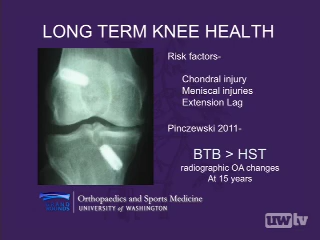 LONG TERM KNEE HEALTH
Risk factors-
Chondral injury
Meniscal injuries
Extension Lag
Pinczewski 2011-
BTB > HST
radiographic OA changes
At 15 years
Orthopaedics and Sports Medicine
UNIVERSITY of WASHINGTON
uwtv